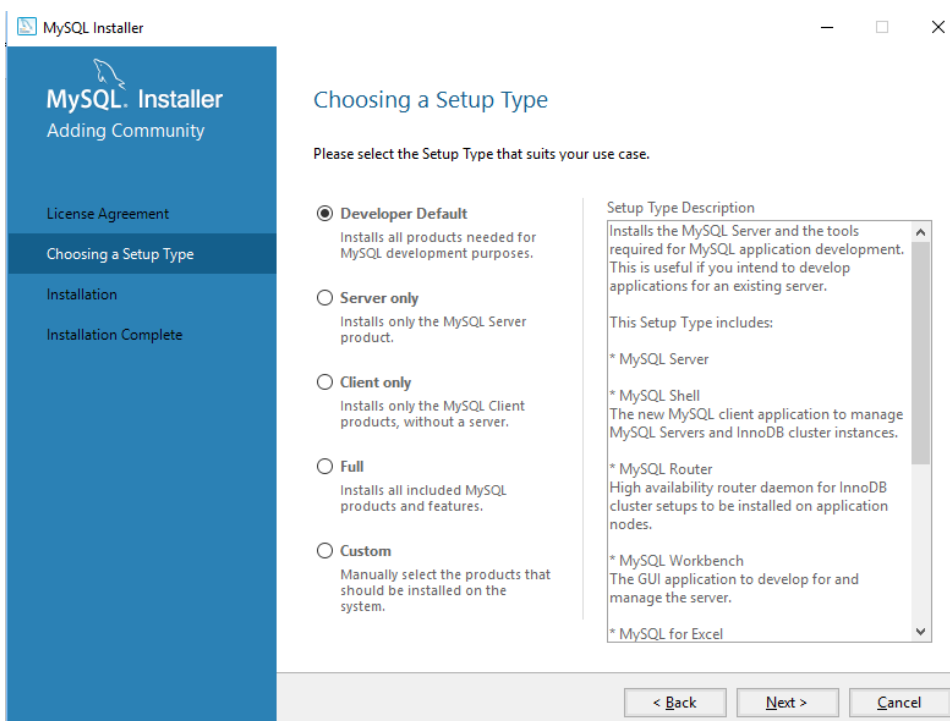 MySQL Installer
MySQL. Installer
Adding Community
License Agreement
Choosing a Setup Type
Installation
Installation Complete
Choosing a Setup Type
Please select the Setup Type that suits your use case.
Developer Default
Installs all products needed for
MySQL development purposes.
Server only
Installs only the MySQL Server
product.
Client only
Installs only the MySQL Client
products, without a server.
Full
Installs all included MySQL
products and features.
Custom
Manually select the products that
should be installed on the
system.
Setup Type Description
Installs the MySQL Server and the tools
required for MySQL application development.
This is useful if you intend to develop
applications for an existing server.
This Setup Type includes:
* MySQL Server
* MySQL Shell
The new MySQL client application to manage
MySQL Servers and InnoDB cluster instances.
* MySQL Router
High availability router daemon for InnoDB
cluster setups to be installed on application
nodes.
* MySQL Workbench
The GUI application to develop for and
manage the server.
* MySQL for Excel
< Back
Next >
Cancel